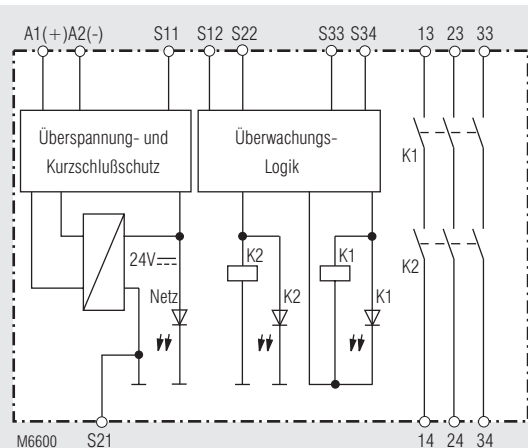 A1(+) A2(-) S11 S12 S22 S33 S34 13 23 33
Überspannung- und
Kurzschlußschutz
Überwachungs-
Logik
K1
24V
K2
K1
K2
Netz
K2
K1
M6600 S21 14 24 34